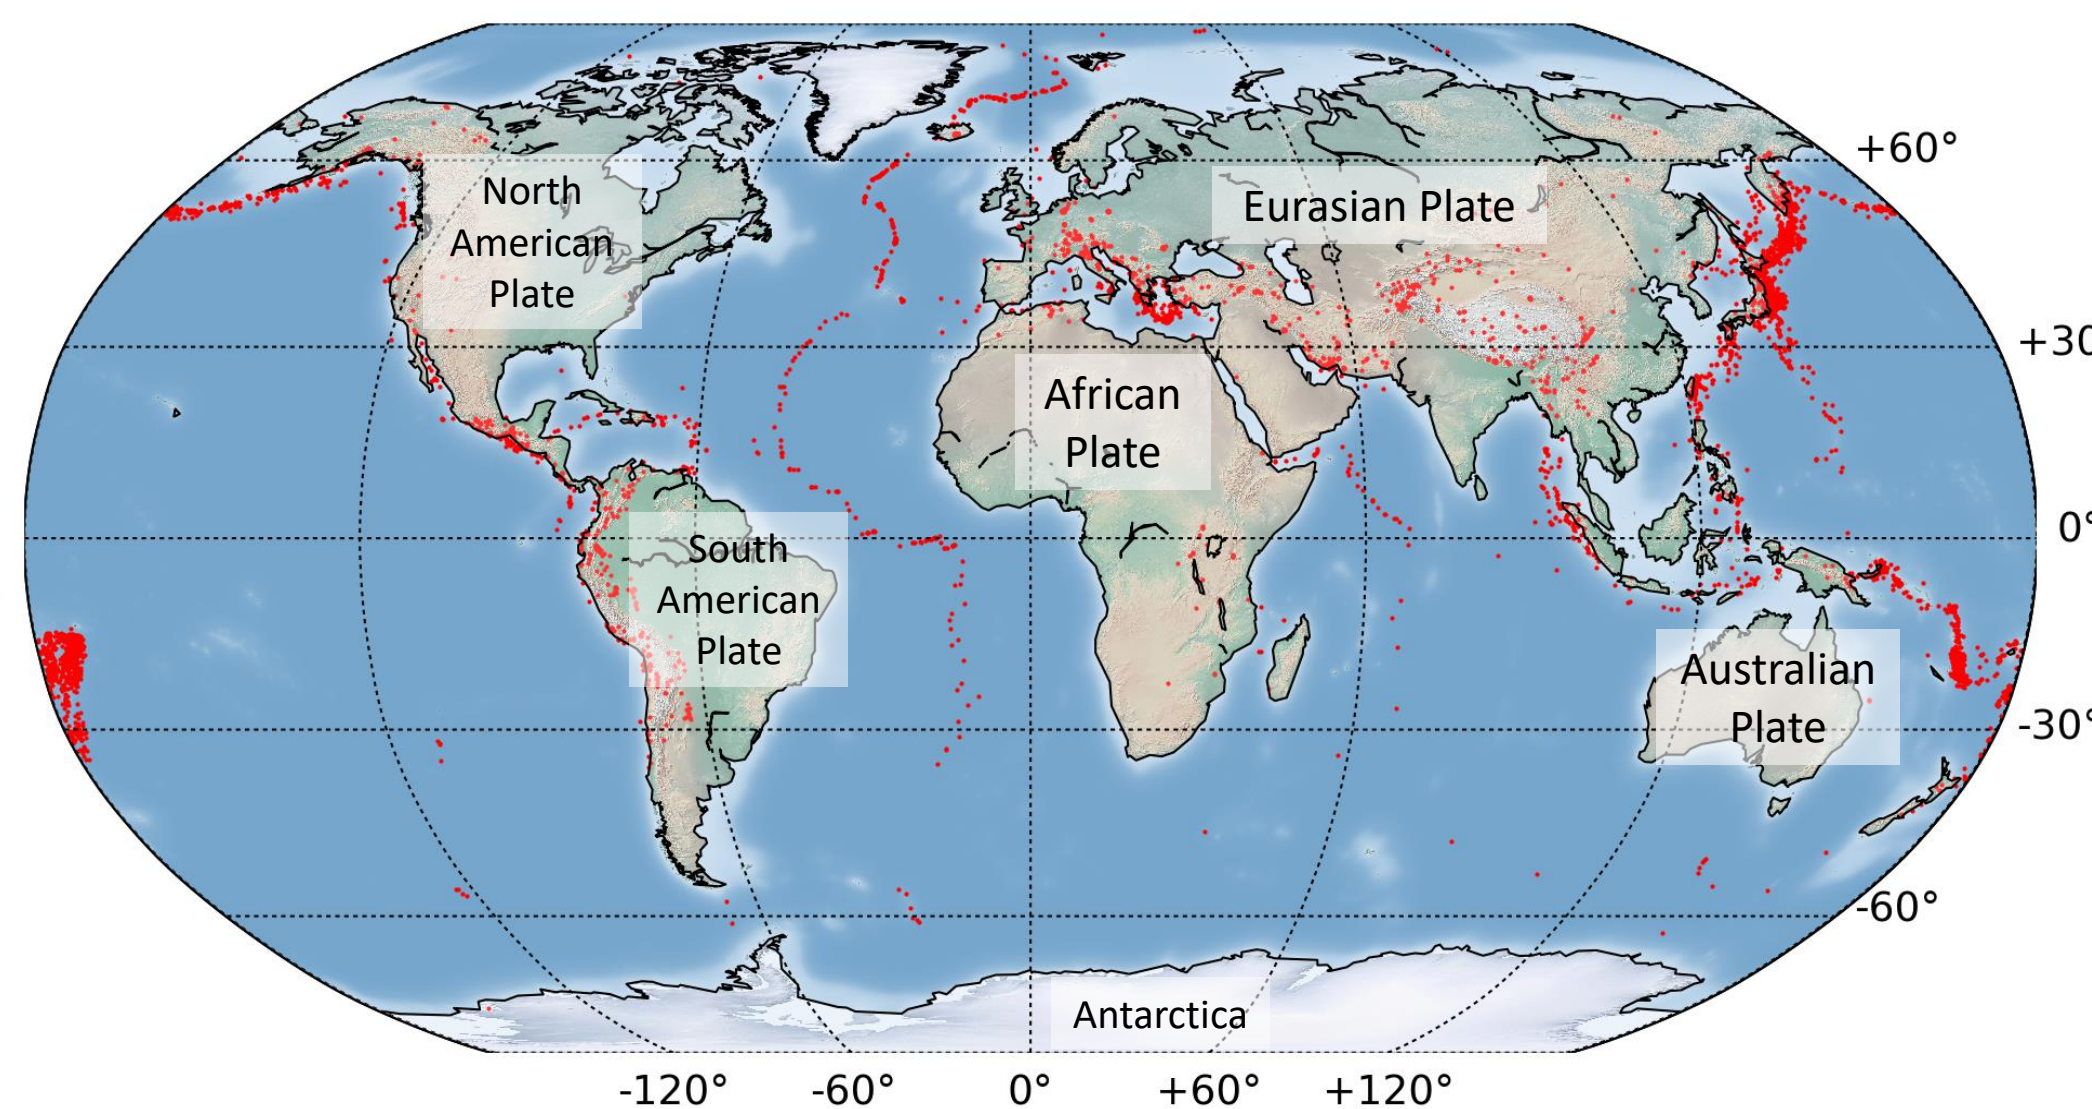 +60°
North
American
Plate
Eurasian Plate
+30
African
Plate
0°
South
American
Plate
Australian
Plate
-30°
-60°
Antarctica
-120°
-60°
0°
+60°
+120°